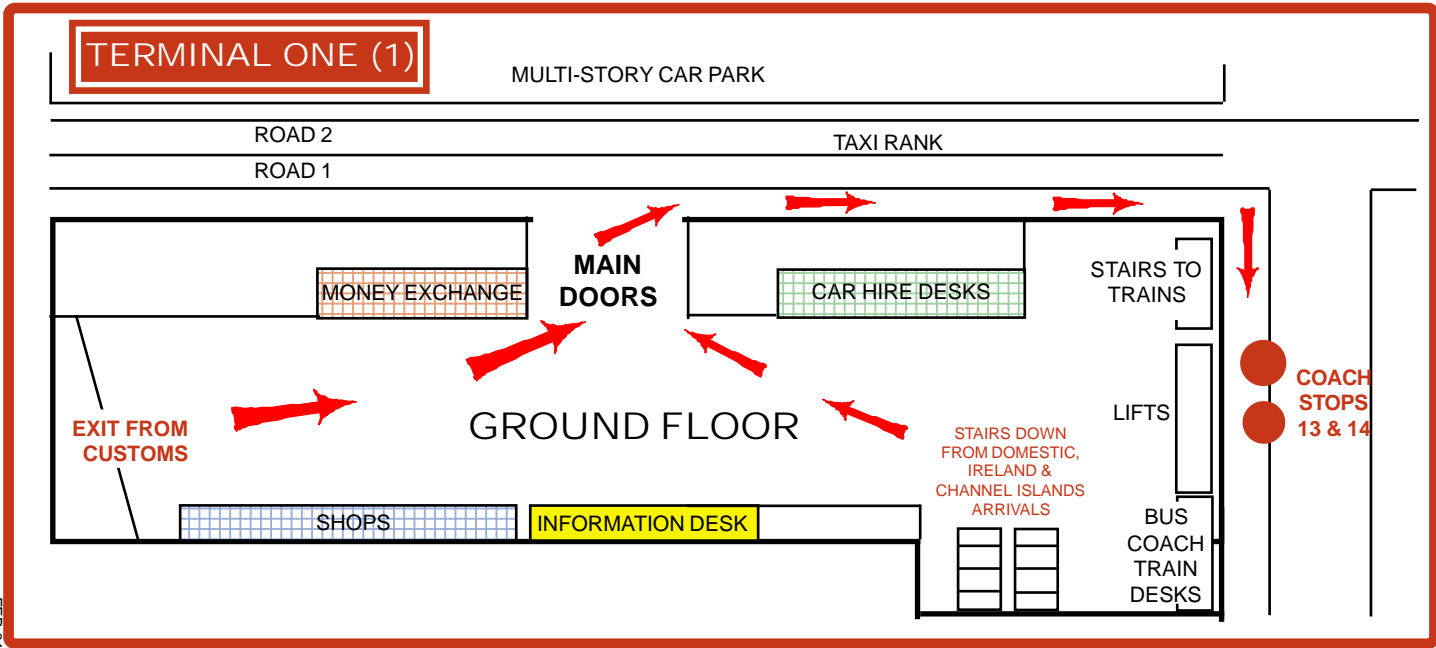 TERMINAL ONE (1)
MULTI-STORY CAR PARK
ROAD 2
TAXI RANK
ROAD 1
MAIN
DOORS
MONEY EXCHANGE
CAR HIRE DESKS
STAIRS TO
TRAINS
EXIT FROM
CUSTOMS
GROUND FLOOR
LIFTS
COACH
STOPS
13 & 14
STAIRS DOWN
FROM DOMESTIC,
IRELAND &
CHANNEL ISLANDS
ARRIVALS
SHOPS
INFORMATION DESK
BUS
COACH
TRAIN
DESKS